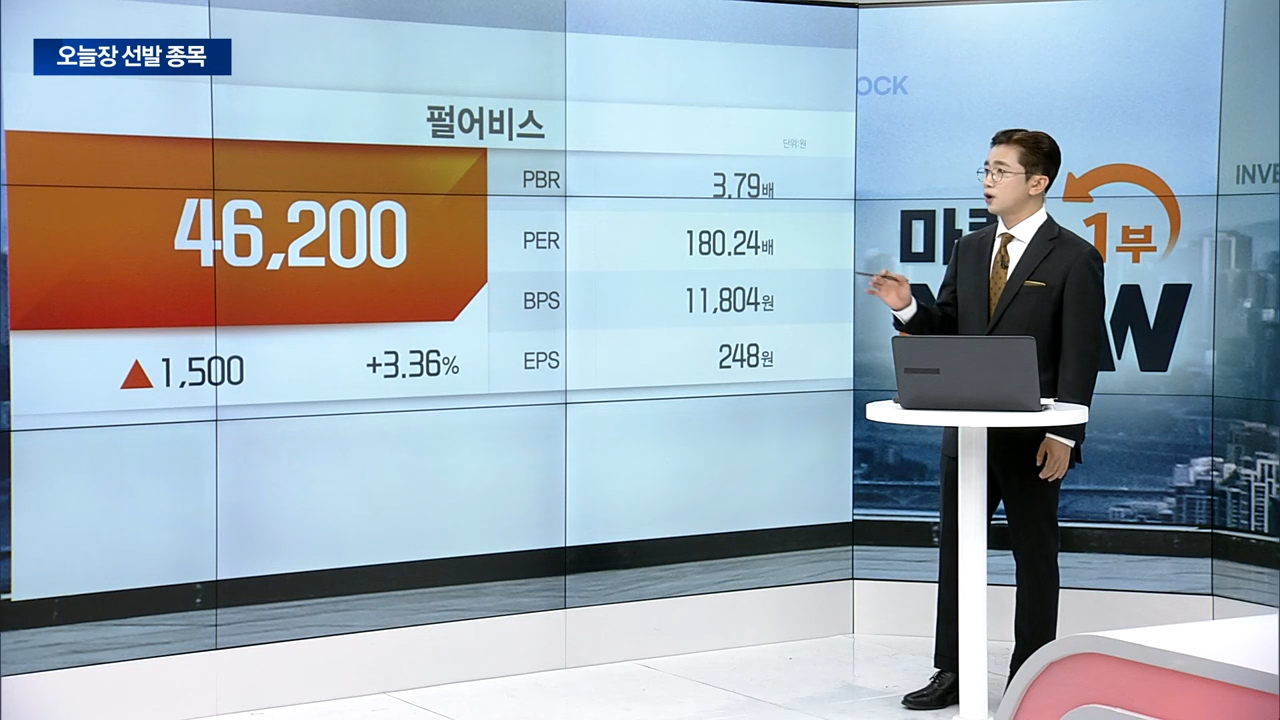 오늘장 선발 종목
펄어비스
단위:원
46,200
▲1,500 +3.36%
PBR 3.79배
PER 180.24배
BPS 11,804원
EPS 248원
OCK
1부
INVE